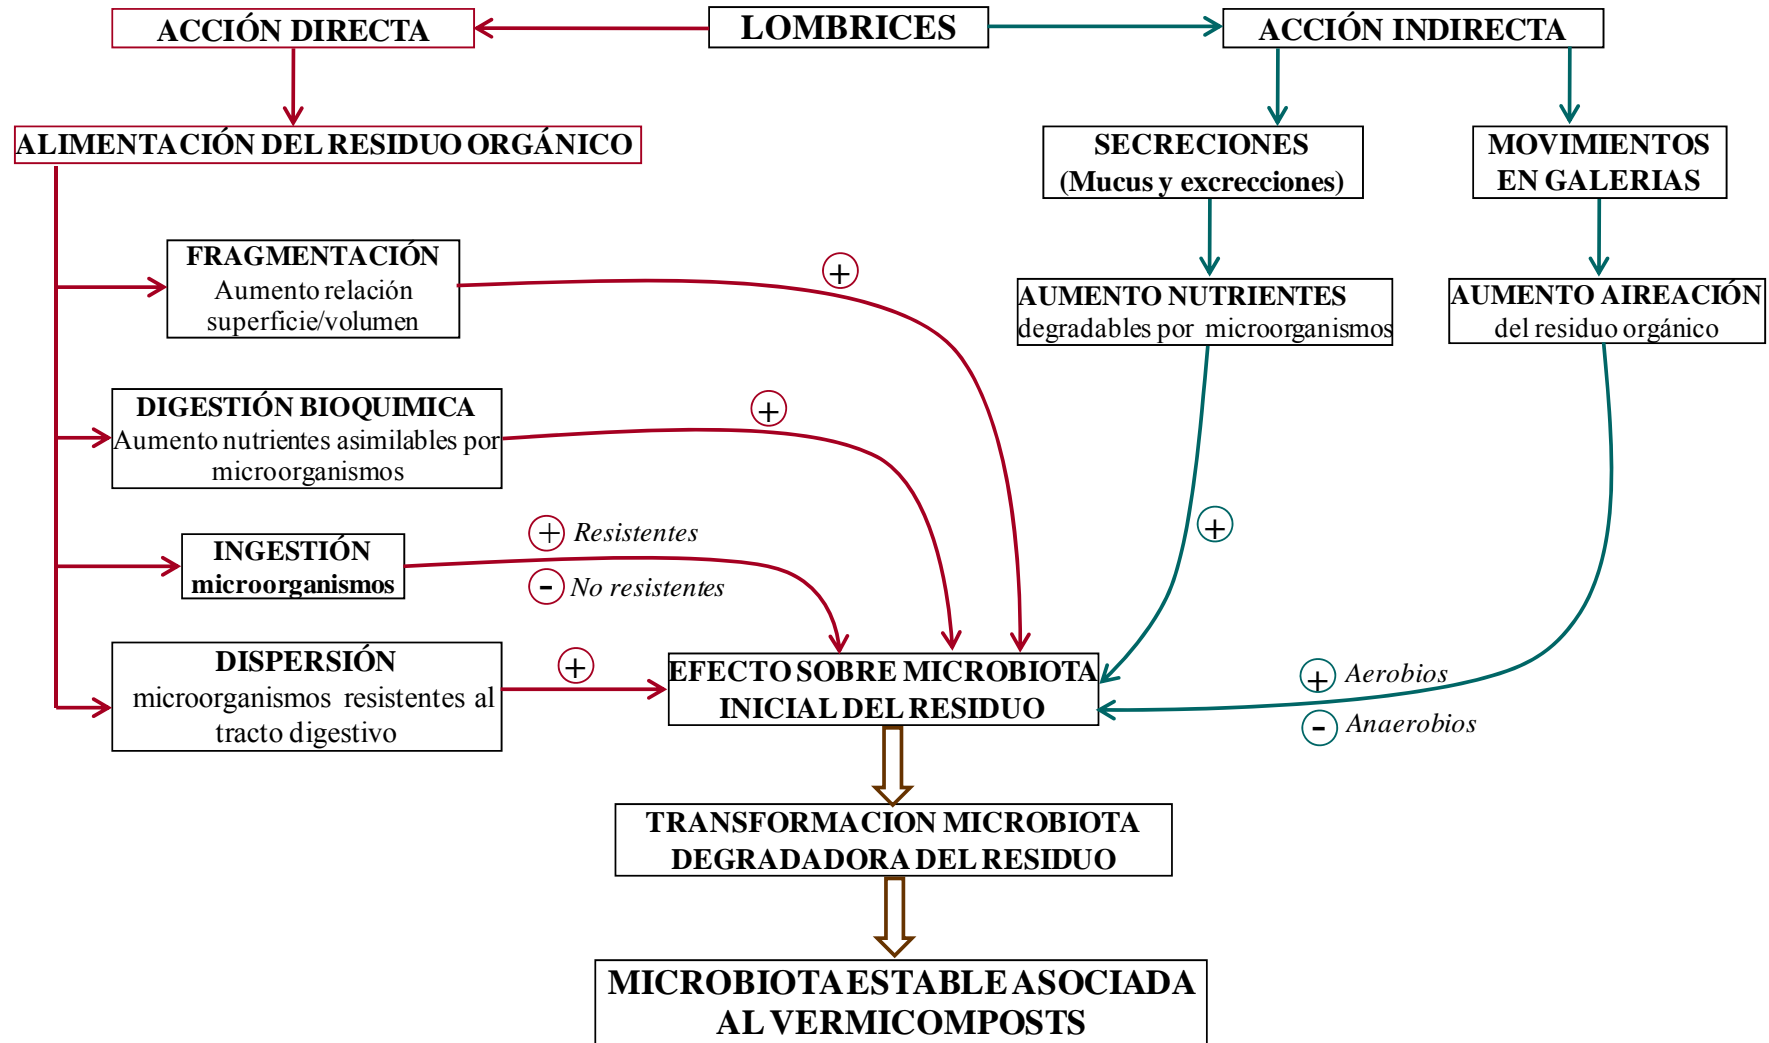 LOMBRICES
ACCIÓN DIRECTA
ACCIÓN INDIRECTA
ALIMENTACIÓN DEL RESIDUO ORGÁNICO
SECRECIONES
(Mucus y excrecciones)
MOVIMIENTOS
EN GALERIAS
FRAGMENTACIÓN
Aumento relación
superficie/volumen
+
AUMENTO NUTRIENTES
degradables por microorganismos
AUMENTO AIREACIÓN
del residuo orgánico
DIGESTIÓN BIOQUIMICA
Aumento nutrientes asimilables por
microorganismos
+
+
INGESTIÓN
microorganismos
+ Resistentes
- No resistentes
DISPERSIÓN
microorganismos resistentes al
tracto digestivo
+
EFECTO SOBRE MICROBIOTA
INICIAL DEL RESIDUO
+ Aerobios
- Anaerobios
TRANSFORMACION MICROBIOTA
DEGRADADORA DEL RESIDUO
MICROBIOTA ESTABLE ASOCIADA
AL VERMICOMPOSTS